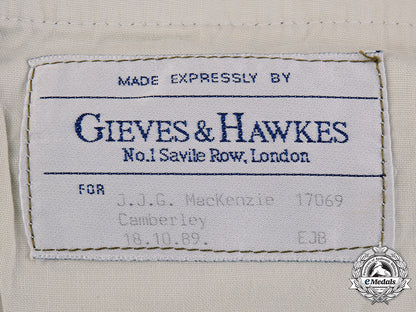 MADE EXPRESSLY BY
GIEVES & HAWKES
No.1 Savile Row, London
FOR J.J.G. MacKenzie 17069
Camberley
18.10.89. EJB
eMedals